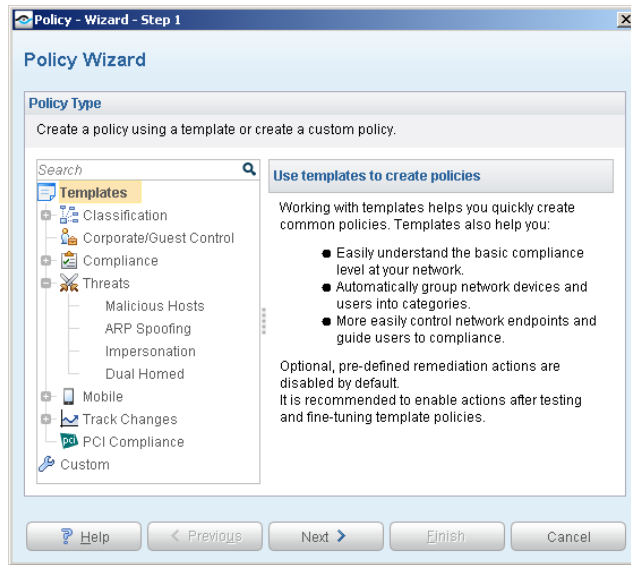 Policy - Wizard - Step 1
Policy Wizard
Policy Type
Create a policy using a template or create a custom policy.
Search
Templates
Classification
Corporate/Guest Control
Compliance
Threats
Malicious Hosts
ARP Spoofing
Impersonation
Dual Homed
Mobile
Track Changes
pci PCI Compliance
Custom
Use templates to create policies
Working with templates helps you quickly create
common policies. Templates also help you:
● Easily understand the basic compliance
level at your network.
● Automatically group network devices and
users into categories.
● More easily control network endpoints and
guide users to compliance.
Optional, pre-defined remediation actions are
disabled by default.
It is recommended to enable actions after testing
and fine-tuning template policies.
? Help
< Previous
Next >
Finish
Cancel